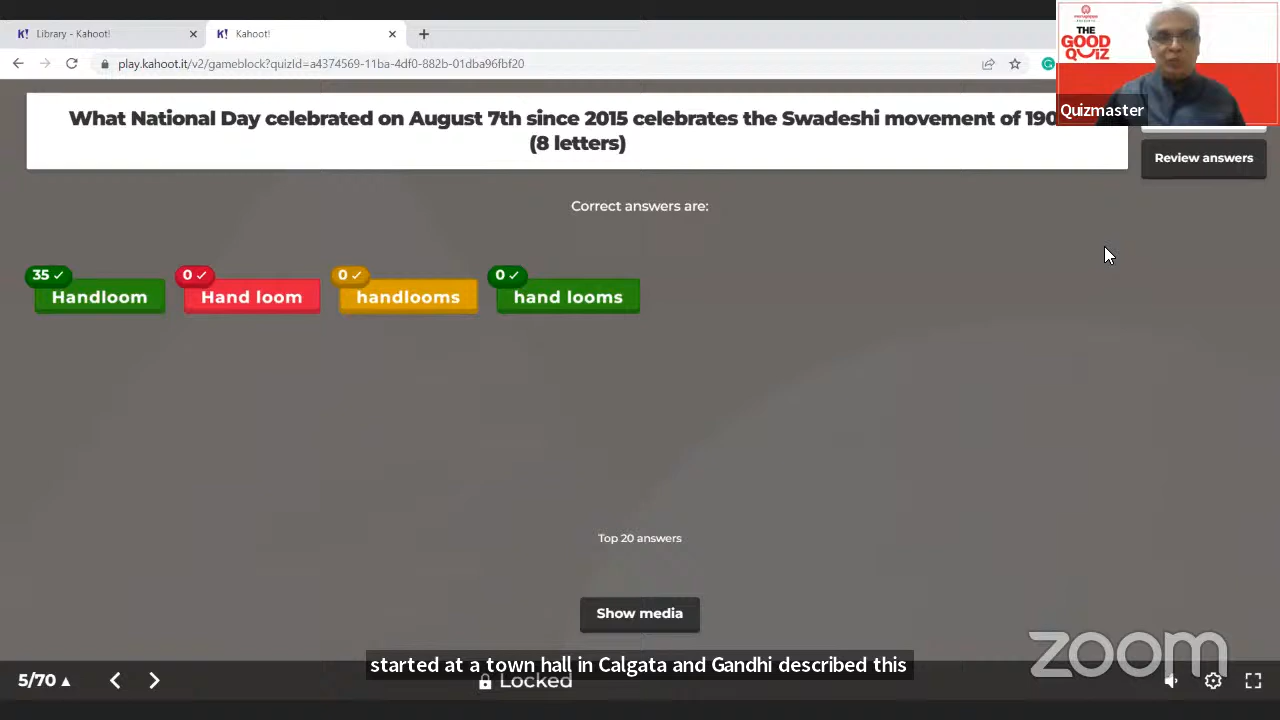 Library - Kahoot!
Kahoot!
play.kahoot.it/v2/gameblock?quizId=a4374569-1f1ba-4df0-882b-01dba96fbf20
THE
GOOD
QUIZ
Quizmaster
What National Day celebrated on August 7th since 2015 celebrates the Swadeshi movement of 190
(8 letters)
Review answers
Correct answers are:
35 0 0 0
Handloom Hand loom handlooms hand looms
Top 20 answers
Show media
started at a town hall in Calgata and Gandhi described this
5/70 Locked
zoom